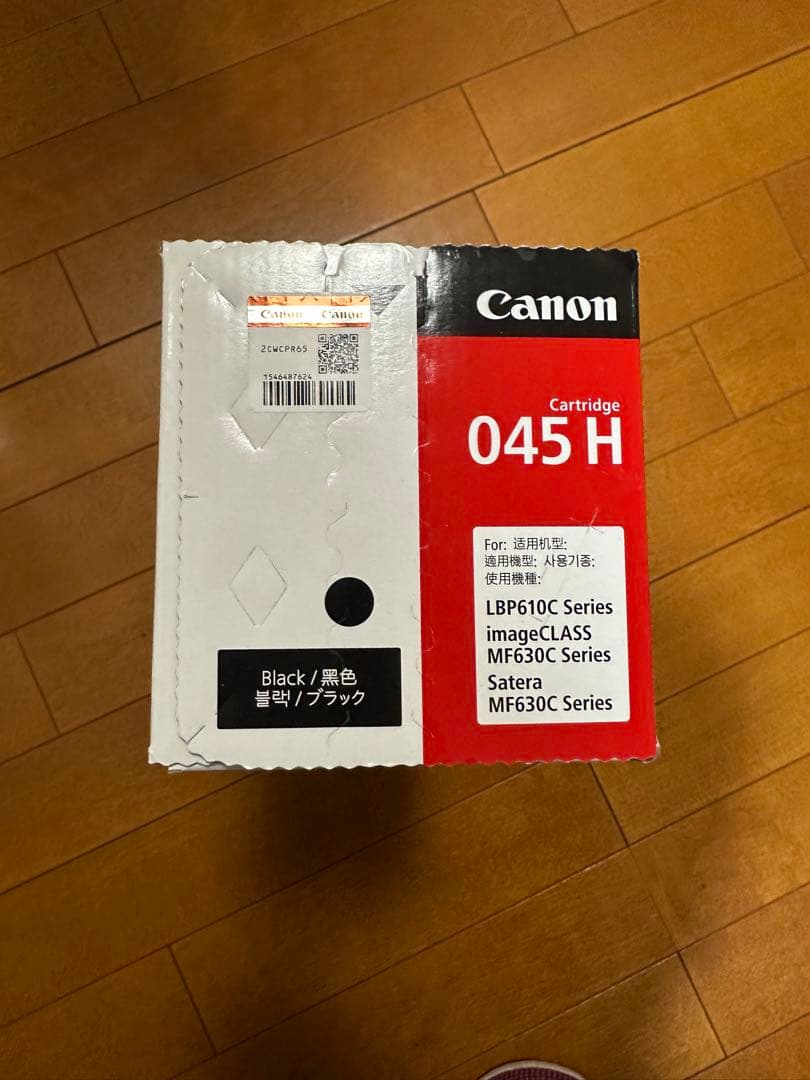 Canon Canon
2CWCPR65
1546487624
Black / 黑色
블랙 / ブラック
Canon
Cartridge
045 H
For: 适用机型:
適用機型: 사용기종:
使用機種:
LBP610C Series
imageCLASS
MF630C Series
Satera
MF630C Series